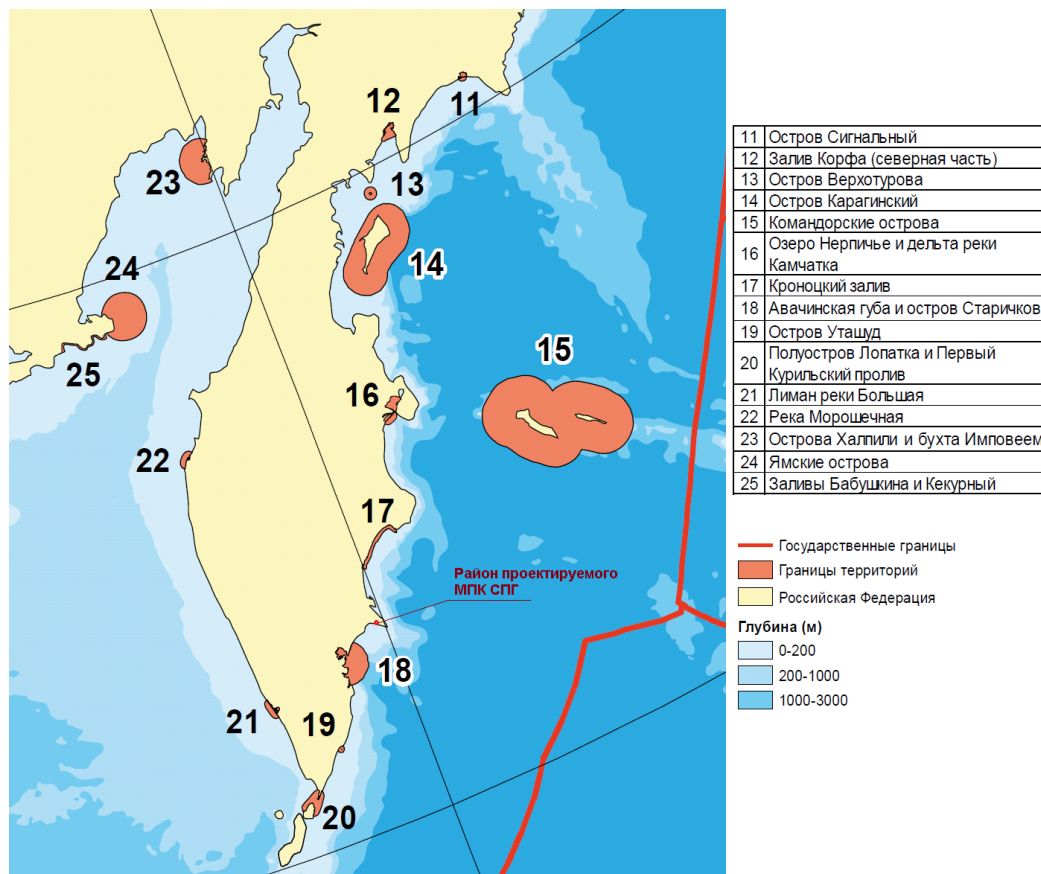 12
11
23
13
14
24
25
15
16
22
17
Район проектируемого
МПК СПГ
18
21
19
20
11 Остров Сигнальный
12 Залив Корфа (северная часть)
13 Остров Верхотурова
14 Остров Карагинский
15 Командорские острова
16 Озеро Нерпичье и дельта реки
Камчатка
17 Кроноцкий залив
18 Авачинская губа и остров Старичков
19 Остров Уташуд
20 Полуостров Лопатка и Первый
Курильский пролив
21 Лиман реки Большая
22 Река Морошечная
23 Острова Халпили и бухта Имповеем
24 Ямские острова
25 Заливы Бабушкина и Кекурный
Государственные границы
Границы территорий
Российская Федерация
Глубина (м)
0-200
200-1000
1000-3000